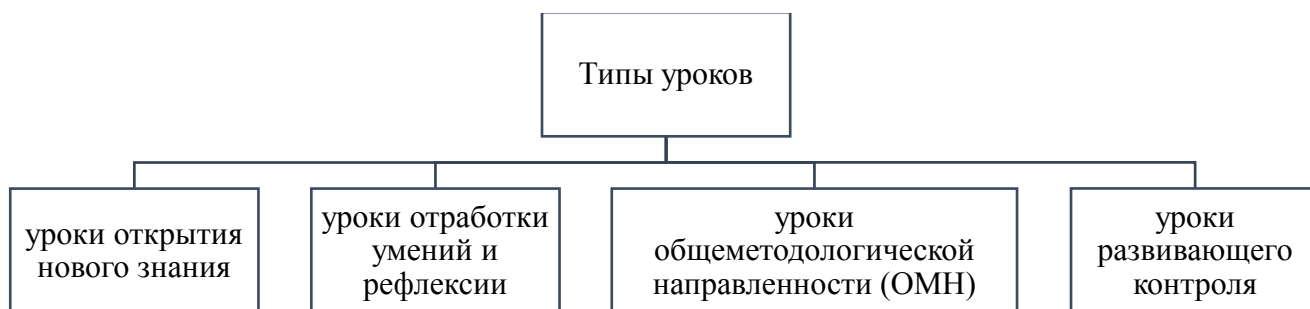 Типы уроков
уроки открытия
нового знания
уроки отработки
умений и
рефлексии
уроки
общеметодологической
направленности (ОМН)
уроки
развивающего
контроля